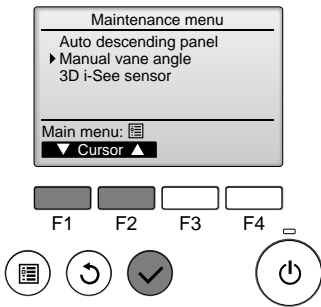 Maintenance menu
Auto descending panel
Manual vane angle
3D i-See sensor
Main menu:
▼ Cursor ▲
F1 F2 F3 F4